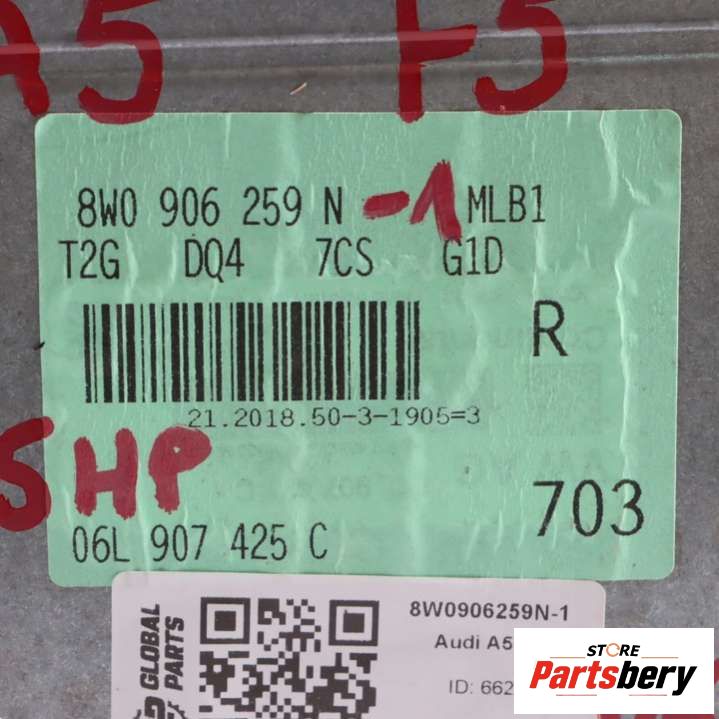 A5 F5
8W0 906 259 N -1 MLB1
T2G DQ4 7CS G1D
R
21.2018.50-3-1905=3
SHP
703
06L 907 425 C
GLOBAL PARTS
8W0906259N-1
Audi A5
ID: 662
STORE
Partsbery